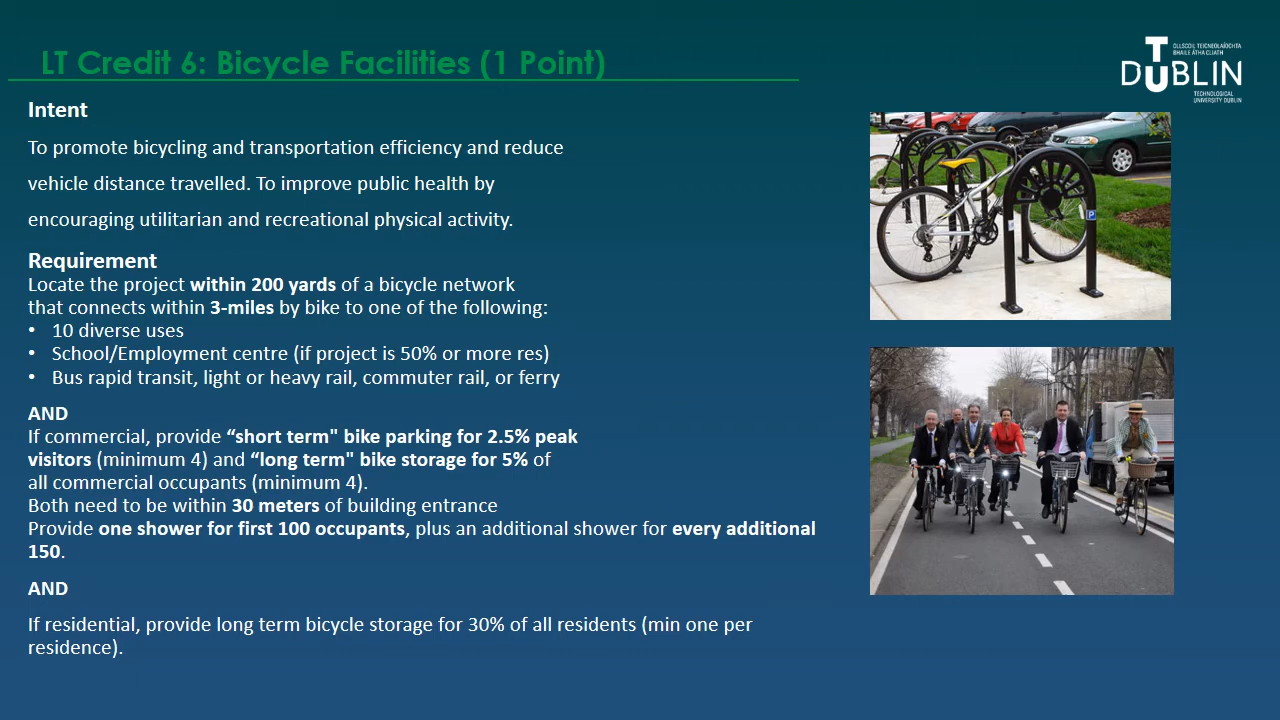 LT Credit 6: Bicycle Facilities (1 Point)
OLLSCOIL TEICNEOLAÍOCHTA
BHAILE ÁTHA CLIATH
TU DUBLIN
TECHNOLOGICAL
UNIVERSITY DUBLIN
Intent
To promote bicycling and transportation efficiency and reduce
vehicle distance travelled. To improve public health by
encouraging utilitarian and recreational physical activity.
Requirement
Locate the project within 200 yards of a bicycle network
that connects within 3-miles by bike to one of the following:
• 10 diverse uses
• School/Employment centre (if project is 50% or more res)
• Bus rapid transit, light or heavy rail, commuter rail, or ferry
AND
If commercial, provide “short term" bike parking for 2.5% peak
visitors (minimum 4) and “long term" bike storage for 5% of
all commercial occupants (minimum 4).
Both need to be within 30 meters of building entrance
Provide one shower for first 100 occupants, plus an additional shower for every additional
150.
AND
If residential, provide long term bicycle storage for 30% of all residents (min one per
residence).
P